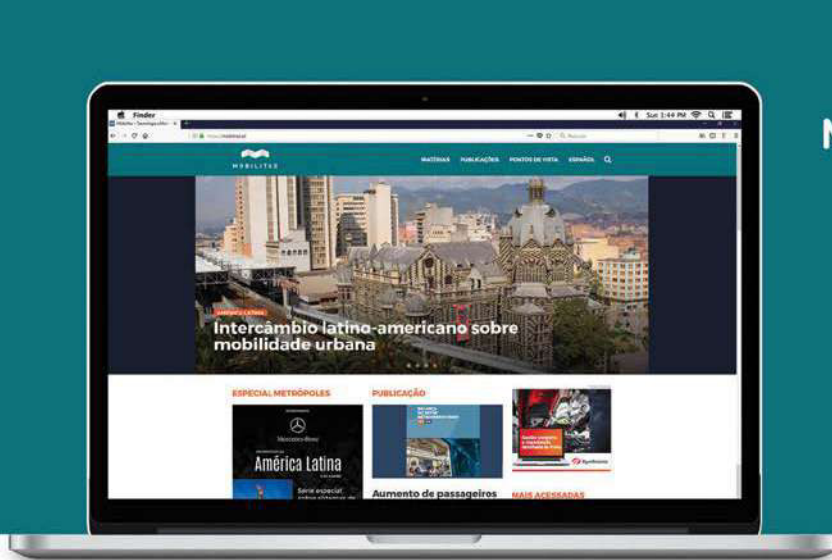 Finder
Sun 1:44 PM
MOBILITAS
MATÉRIAS PUBLICAÇÕES PONTOS DE VISTA ESPAÑOL
AMÉRICA LATINA
Intercâmbio latino-americano sobre
mobilidade urbana
ESPECIAL METRÓPOLES
PUBLICAÇÃO
Mercedes-Benz
América Latina
Série especial
Aumento de passageiros
MAIS ACESSADAS